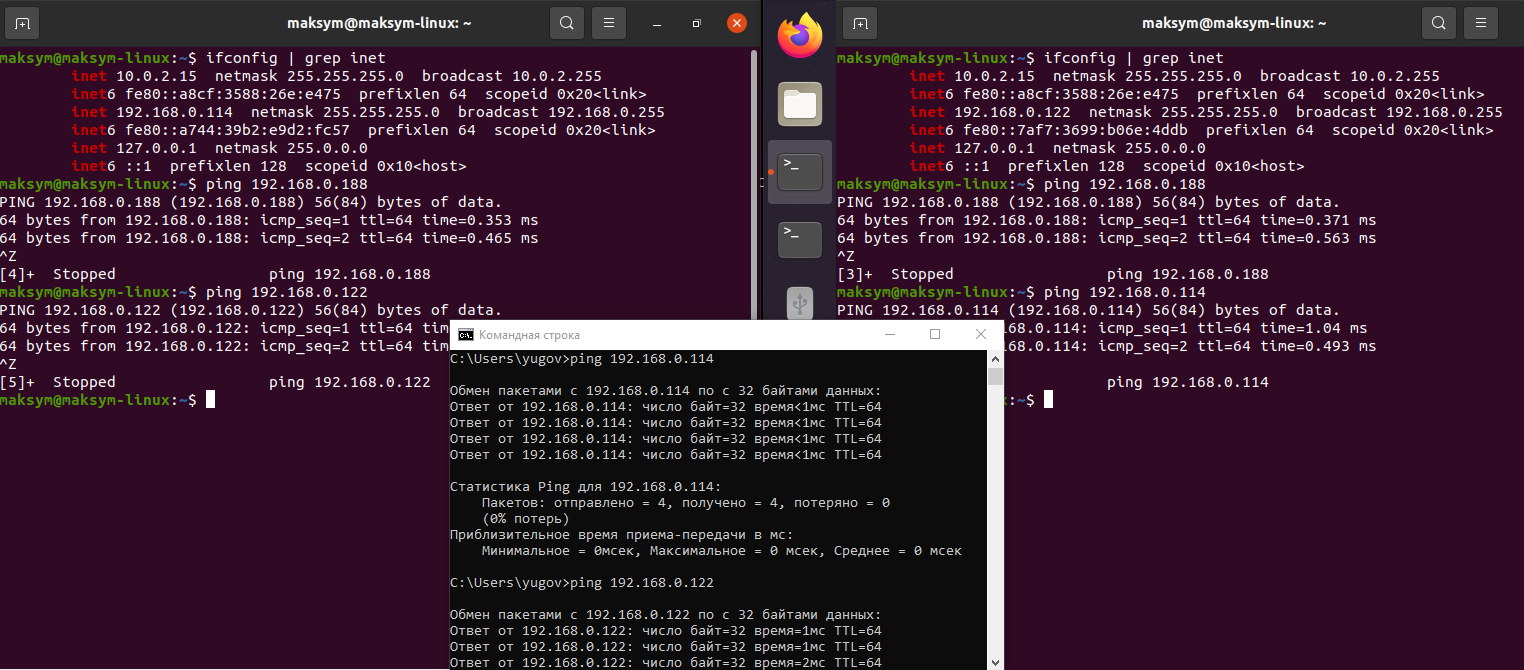 maksym@maksym-linux: ~
maksym@maksym-linux:~$ ifconfig | grep inet
        inet 10.0.2.15  netmask 255.255.255.0  broadcast 10.0.2.255
        inet6 fe80::a8cf:3588:26e:e475  prefixlen 64  scopeid 0x20<link>
        inet 192.168.0.114  netmask 255.255.255.0  broadcast 192.168.0.255
        inet6 fe80::a744:39b2:e9d2:fc57  prefixlen 64  scopeid 0x20<link>
        inet 127.0.0.1  netmask 255.0.0.0
        inet6 ::1  prefixlen 128  scopeid 0x10<host>
maksym@maksym-linux:~$ ping 192.168.0.188
PING 192.168.0.188 (192.168.0.188) 56(84) bytes of data.
64 bytes from 192.168.0.188: icmp_seq=1 ttl=64 time=0.353 ms
64 bytes from 192.168.0.188: icmp_seq=2 ttl=64 time=0.465 ms
^Z
[4]+  Stopped                 ping 192.168.0.188
maksym@maksym-linux:~$ ping 192.168.0.122
PING 192.168.0.122 (192.168.0.122) 56(84) bytes of data.
64 bytes from 192.168.0.122: icmp_seq=1 ttl=64 tim
64 bytes from 192.168.0.122: icmp_seq=2 ttl=64 tim
^Z
[5]+  Stopped                 ping 192.168.0.122
maksym@maksym-linux:~$
maksym@maksym-linux: ~
maksym@maksym-linux:~$ ifconfig | grep inet
        inet 10.0.2.15  netmask 255.255.255.0  broadcast 10.0.2.255
        inet6 fe80::a8cf:3588:26e:e475  prefixlen 64  scopeid 0x20<link>
        inet 192.168.0.122  netmask 255.255.255.0  broadcast 192.168.0.255
        inet6 fe80::7af7:3699:b06e:4ddb  prefixlen 64  scopeid 0x20<link>
        inet 127.0.0.1  netmask 255.0.0.0
        inet6 ::1  prefixlen 128  scopeid 0x10<host>
maksym@maksym-linux:~$ ping 192.168.0.188
PING 192.168.0.188 (192.168.0.188) 56(84) bytes of data.
64 bytes from 192.168.0.188: icmp_seq=1 ttl=64 time=0.371 ms
64 bytes from 192.168.0.188: icmp_seq=2 ttl=64 time=0.563 ms
^Z
[3]+  Stopped                 ping 192.168.0.188
maksym@maksym-linux:~$ ping 192.168.0.114
PING 192.168.0.114 (192.168.0.114) 56(84) bytes of data.
68.0.114: icmp_seq=1 ttl=64 time=1.04 ms
68.0.114: icmp_seq=2 ttl=64 time=0.493 ms
ping 192.168.0.114
:~$
Командная строка
C:\Users\yugov>ping 192.168.0.114
Обмен пакетами с 192.168.0.114 по с 32 байтами данных:
Ответ от 192.168.0.114: число байт=32 время<1мс TTL=64
Ответ от 192.168.0.114: число байт=32 время<1мс TTL=64
Ответ от 192.168.0.114: число байт=32 время<1мс TTL=64
Ответ от 192.168.0.114: число байт=32 время<1мс TTL=64
Статистика Ping для 192.168.0.114:
    Пакетов: отправлено = 4, получено = 4, потеряно = 0
    (0% потерь)
Приблизительное время приема-передачи в мс:
    Минимальное = 0мсек, Максимальное = 0 мсек, Среднее = 0 мсек
C:\Users\yugov>ping 192.168.0.122
Обмен пакетами с 192.168.0.122 по с 32 байтами данных:
Ответ от 192.168.0.122: число байт=32 время=1мс TTL=64
Ответ от 192.168.0.122: число байт=32 время=1мс TTL=64
Ответ от 192.168.0.122: число байт=32 время=2мс TTL=64